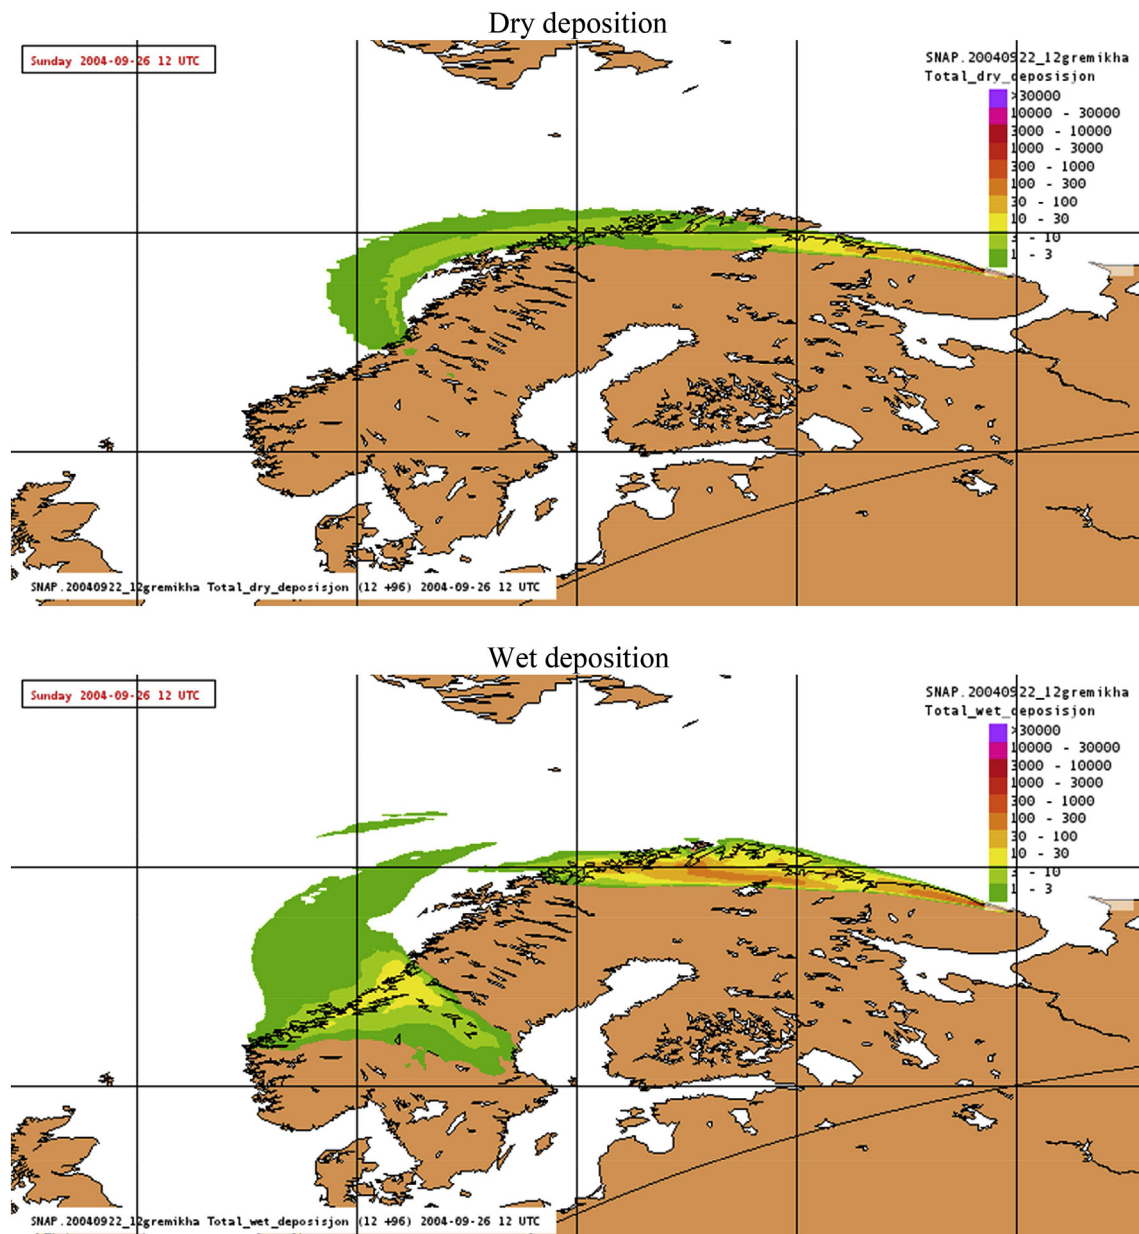 Dry deposition
Sunday 2004-09-26 12 UTC
SNAP.20040922_12gremikha
Total_dry_deposisjon
>30000
10000 - 30000
3000 - 10000
1000 - 3000
300 - 1000
100 - 300
30 - 100
10 - 30
3 - 10
1 - 3
SNAP.20040922_12gremikha Total_dry_deposisjon (12 +96) 2004-09-26 12 UTC
Wet deposition
Sunday 2004-09-26 12 UTC
SNAP.20040922_12gremikha
Total_wet_deposisjon
>30000
10000 - 30000
3000 - 10000
1000 - 3000
300 - 1000
100 - 300
30 - 100
10 - 30
3 - 10
1 - 3
SNAP.20040922_12gremikha Total_wet_deposisjon (12 +96) 2004-09-26 12 UTC